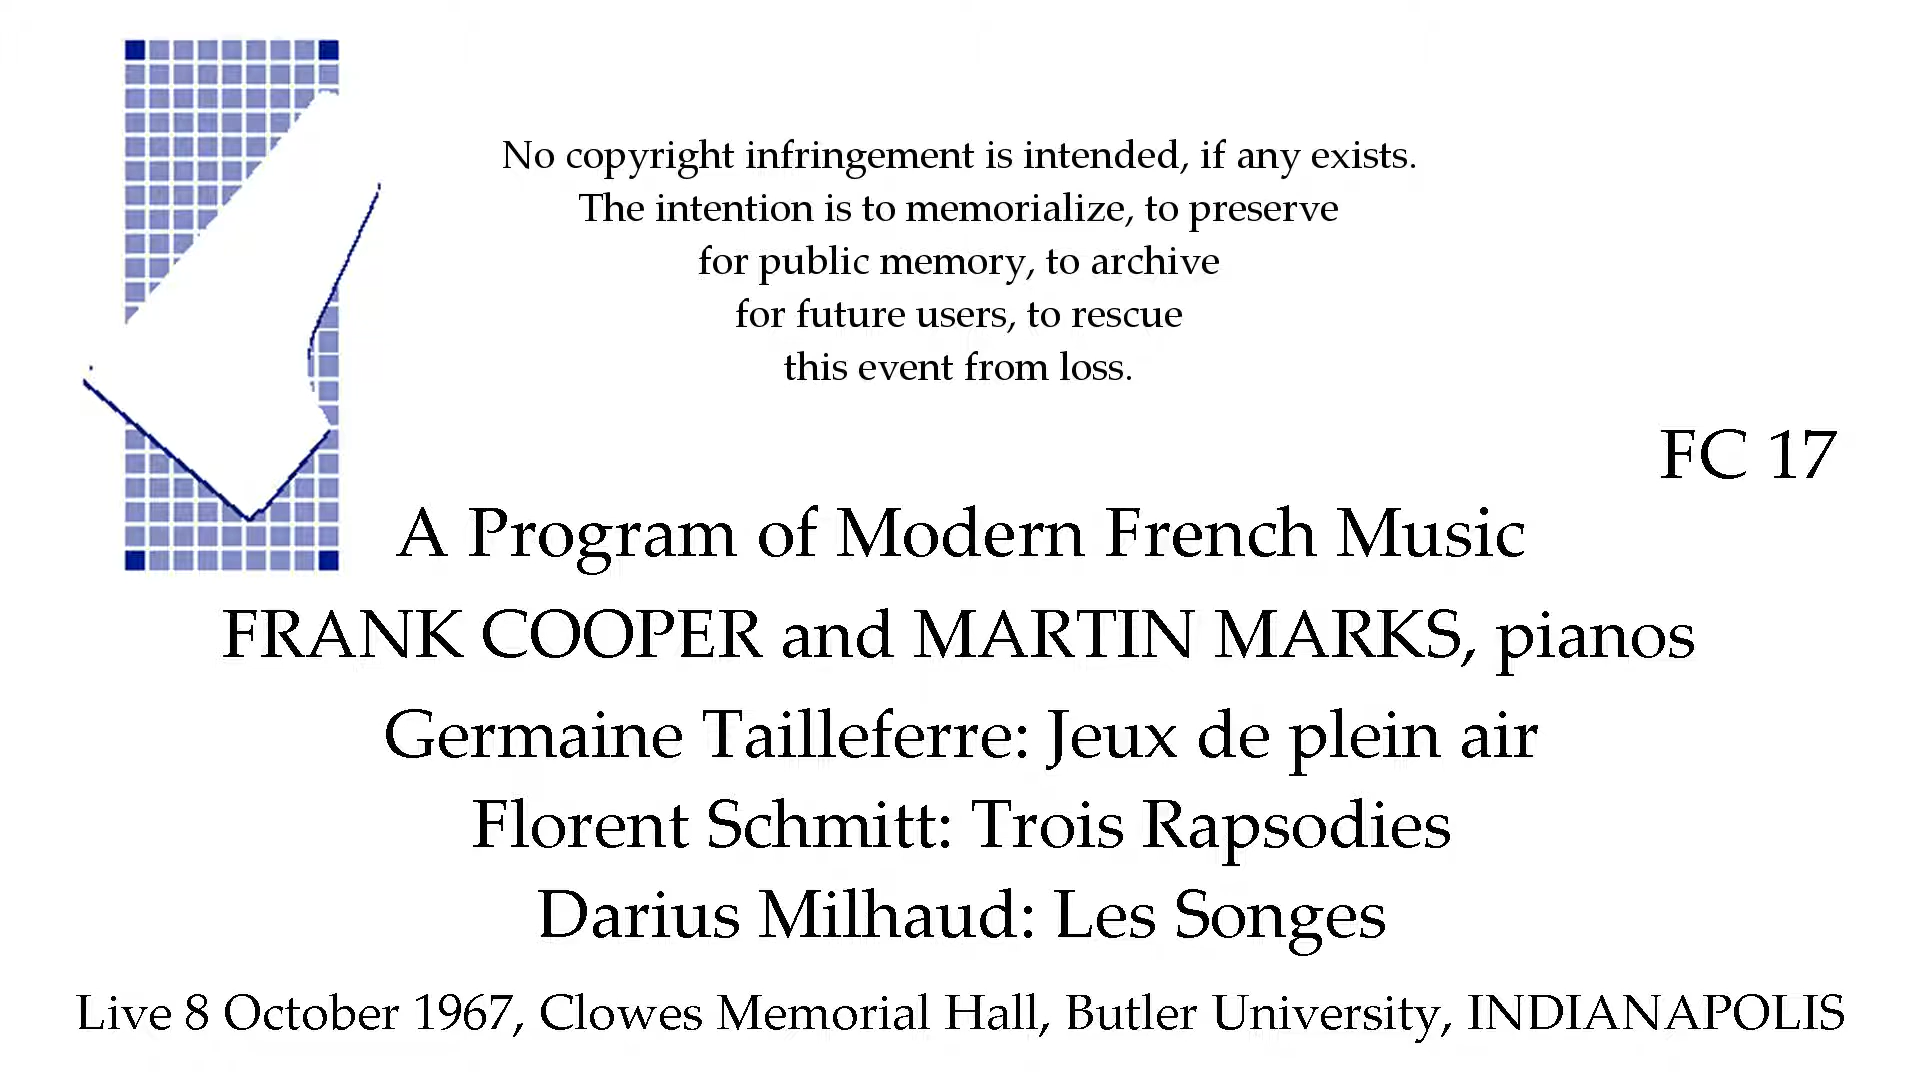 No copyright infringement is intended, if any exists.
The intention is to memorialize, to preserve
for public memory, to archive
for future users, to rescue
this event from loss.
FC 17
A Program of Modern French Music
FRANK COOPER and MARTIN MARKS, pianos
Germaine Tailleferre: Jeux de plein air
Florent Schmitt: Trois Rapsodies
Darius Milhaud: Les Songes
Live 8 October 1967, Clowes Memorial Hall, Butler University, INDIANAPOLIS